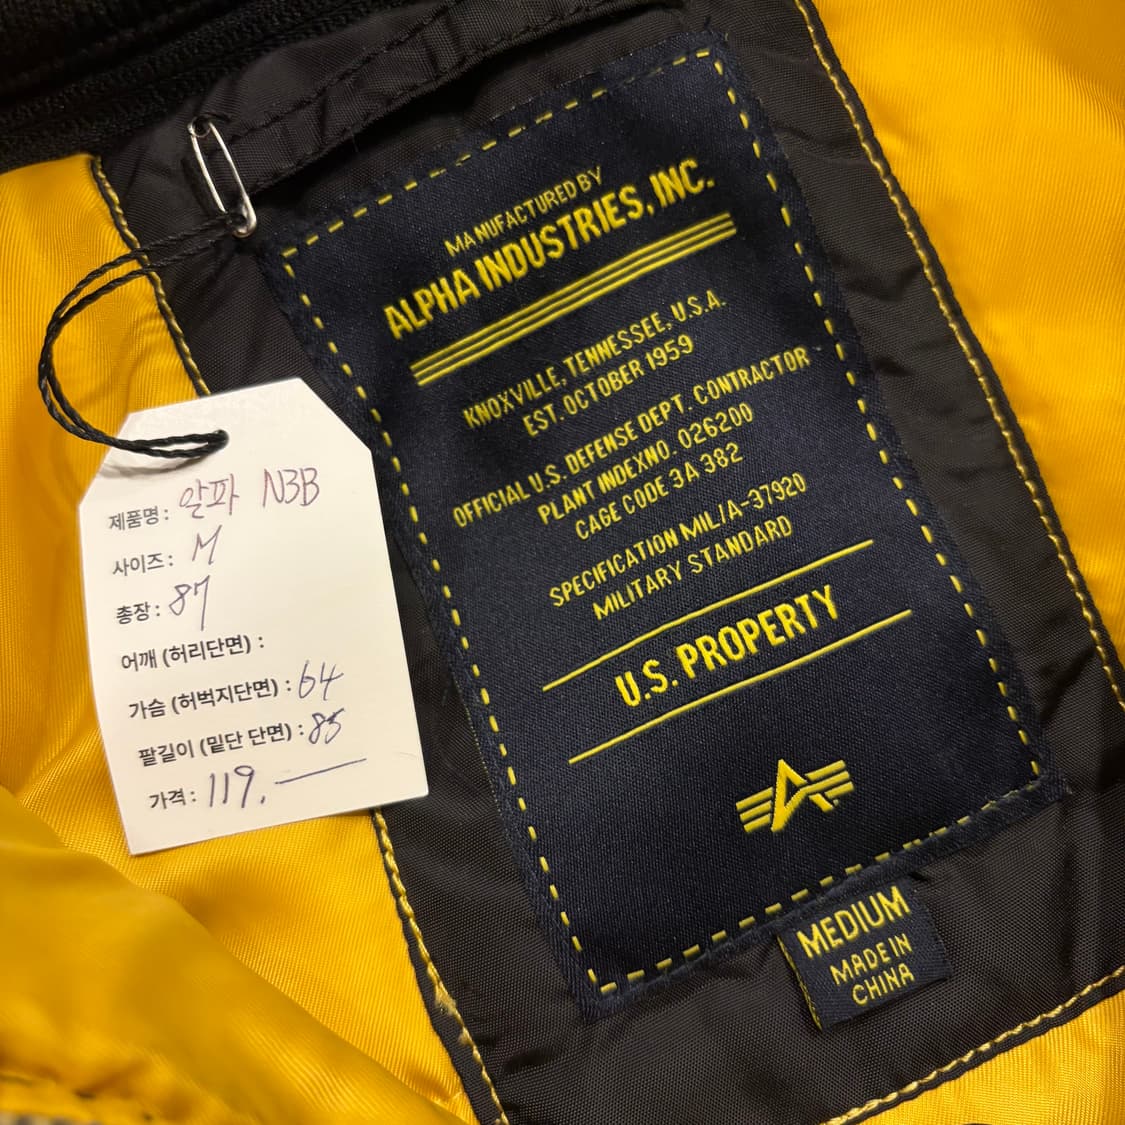 MANUFACTURED BY
ALPHA INDUSTRIES, INC.
KNOXVILLE, TENNESSEE, U.S.A.
EST. OCTOBER 1959
OFFICIAL U.S. DEFENSE DEPT. CONTRACTOR
PLANT INDEXNO. 026200
CAGE CODE 3A 382
SPECIFICATION MIL/A-37920
MILITARY STANDARD
U.S. PROPERTY
A
MEDIUM
MADE IN
CHINA
제품명: 알파 N3B
사이즈: M
총장: 87
어깨 (허리단면) :
가슴 (허벅지단면) : 64
팔길이 (밑단 단면) : 85
가격: 119.—